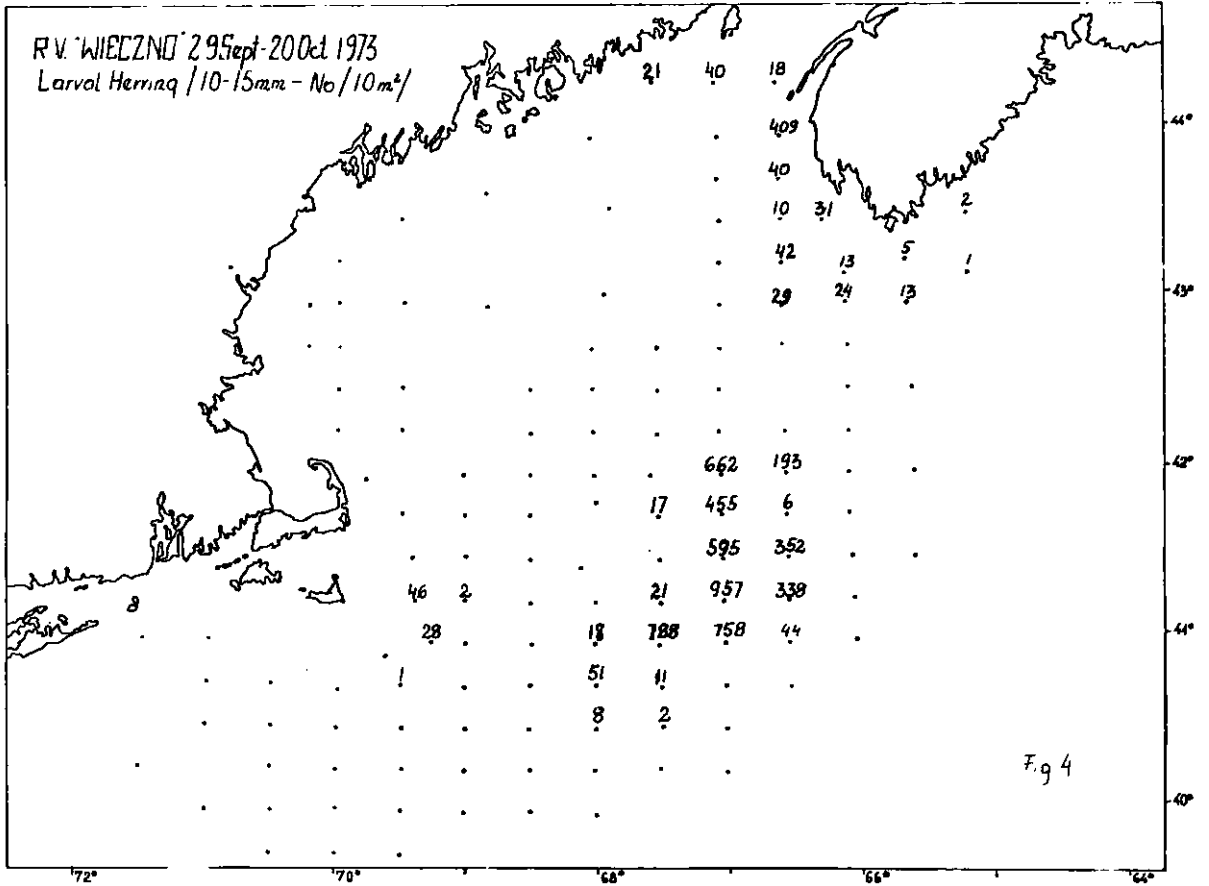 R.V. "WIECZNO" 29 Sept-20 Oct 1973
Larval Herring /10-15mm - No/10m²/
21 40 18
409
44°
40
10 31 2
42 13 5 1
29 24 13
43°
662 193
42°
17 455 6
595 352
46 2 21 957 338
28 18 788 758 44
41°
1 51 11
8 2
Fig 4
40°
72° 70° 68° 66° 64°